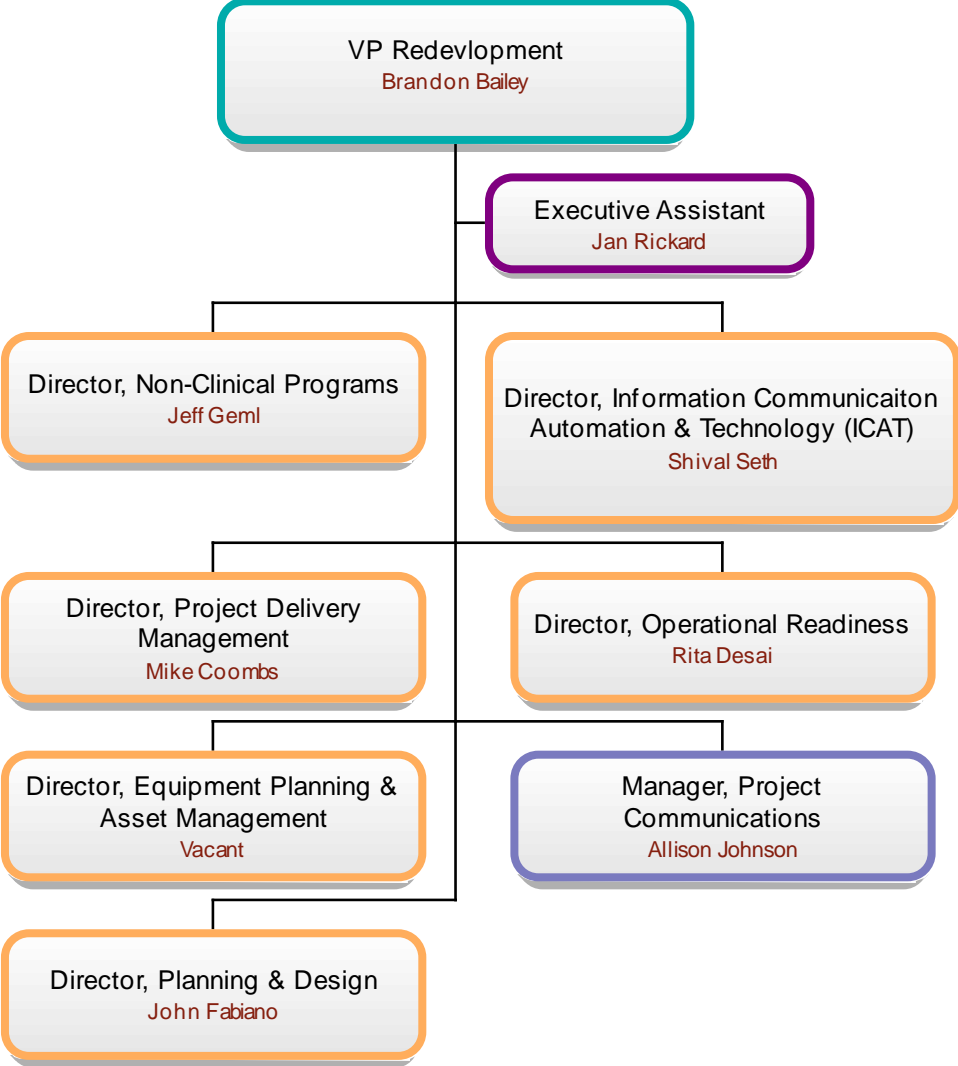 VP Redevlopment
Brandon Bailey
Executive Assistant
Jan Rickard
Director, Non-Clinical Programs
Jeff Geml
Director, Information Communicaiton
Automation & Technology (ICAT)
Shival Seth
Director, Project Delivery
Management
Mike Coombs
Director, Operational Readiness
Rita Desai
Director, Equipment Planning &
Asset Management
Vacant
Manager, Project
Communications
Allison Johnson
Director, Planning & Design
John Fabiano